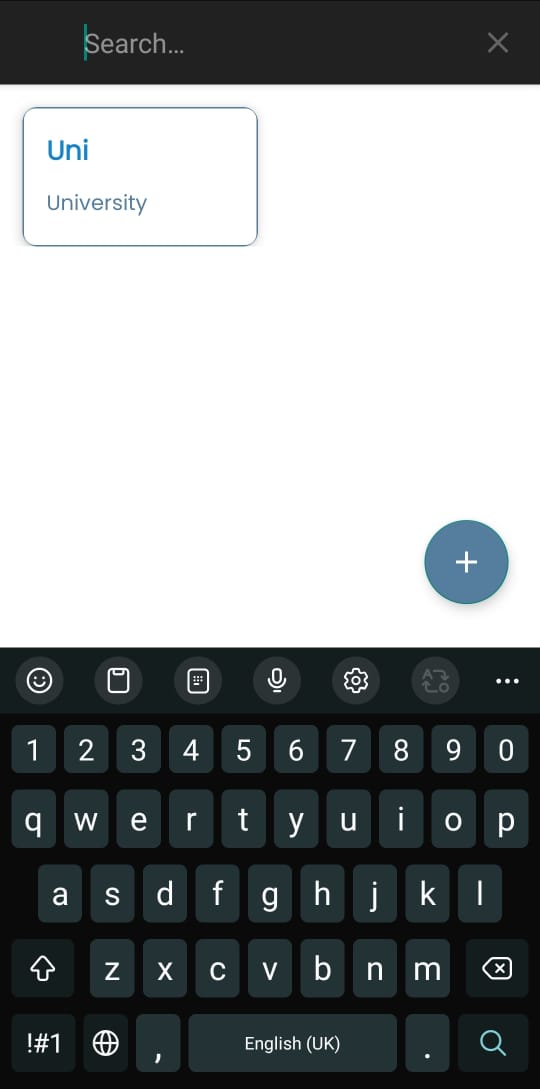 Search...
Uni
University
+
1 2 3 4 5 6 7 8 9 0
q w e r t y u i o p
a s d f g h j k l
z x c v b n m
!#1 , English (UK) .